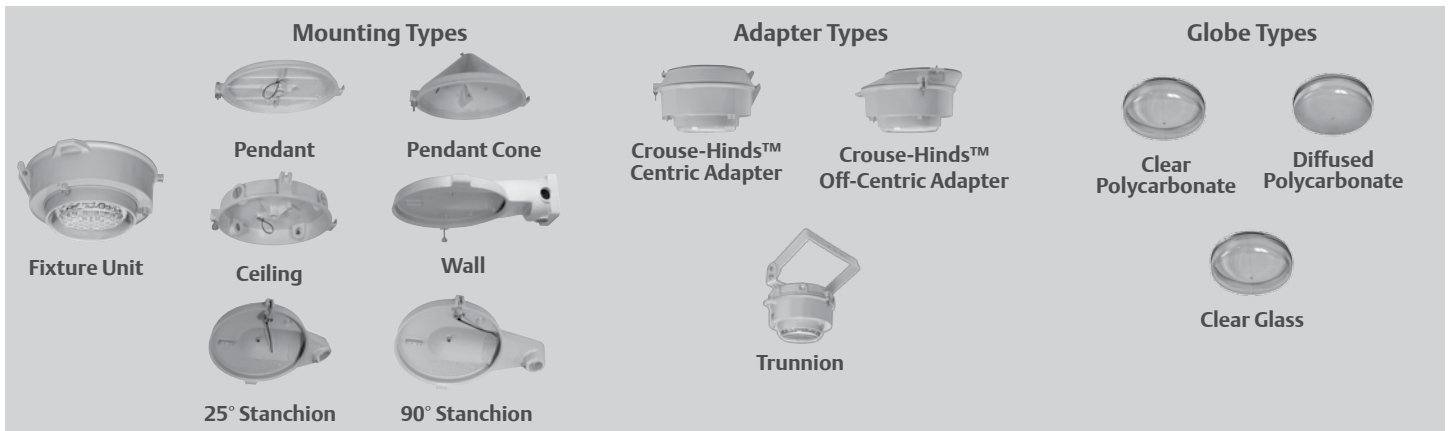 Mounting Types
Adapter Types
Globe Types
Fixture Unit
Pendant
Pendant Cone
Ceiling
Wall
25° Stanchion
90° Stanchion
Crouse-Hinds™
Centric Adapter
Crouse-Hinds™
Off-Centric Adapter
Trunnion
Clear
Polycarbonate
Diffused
Polycarbonate
Clear Glass